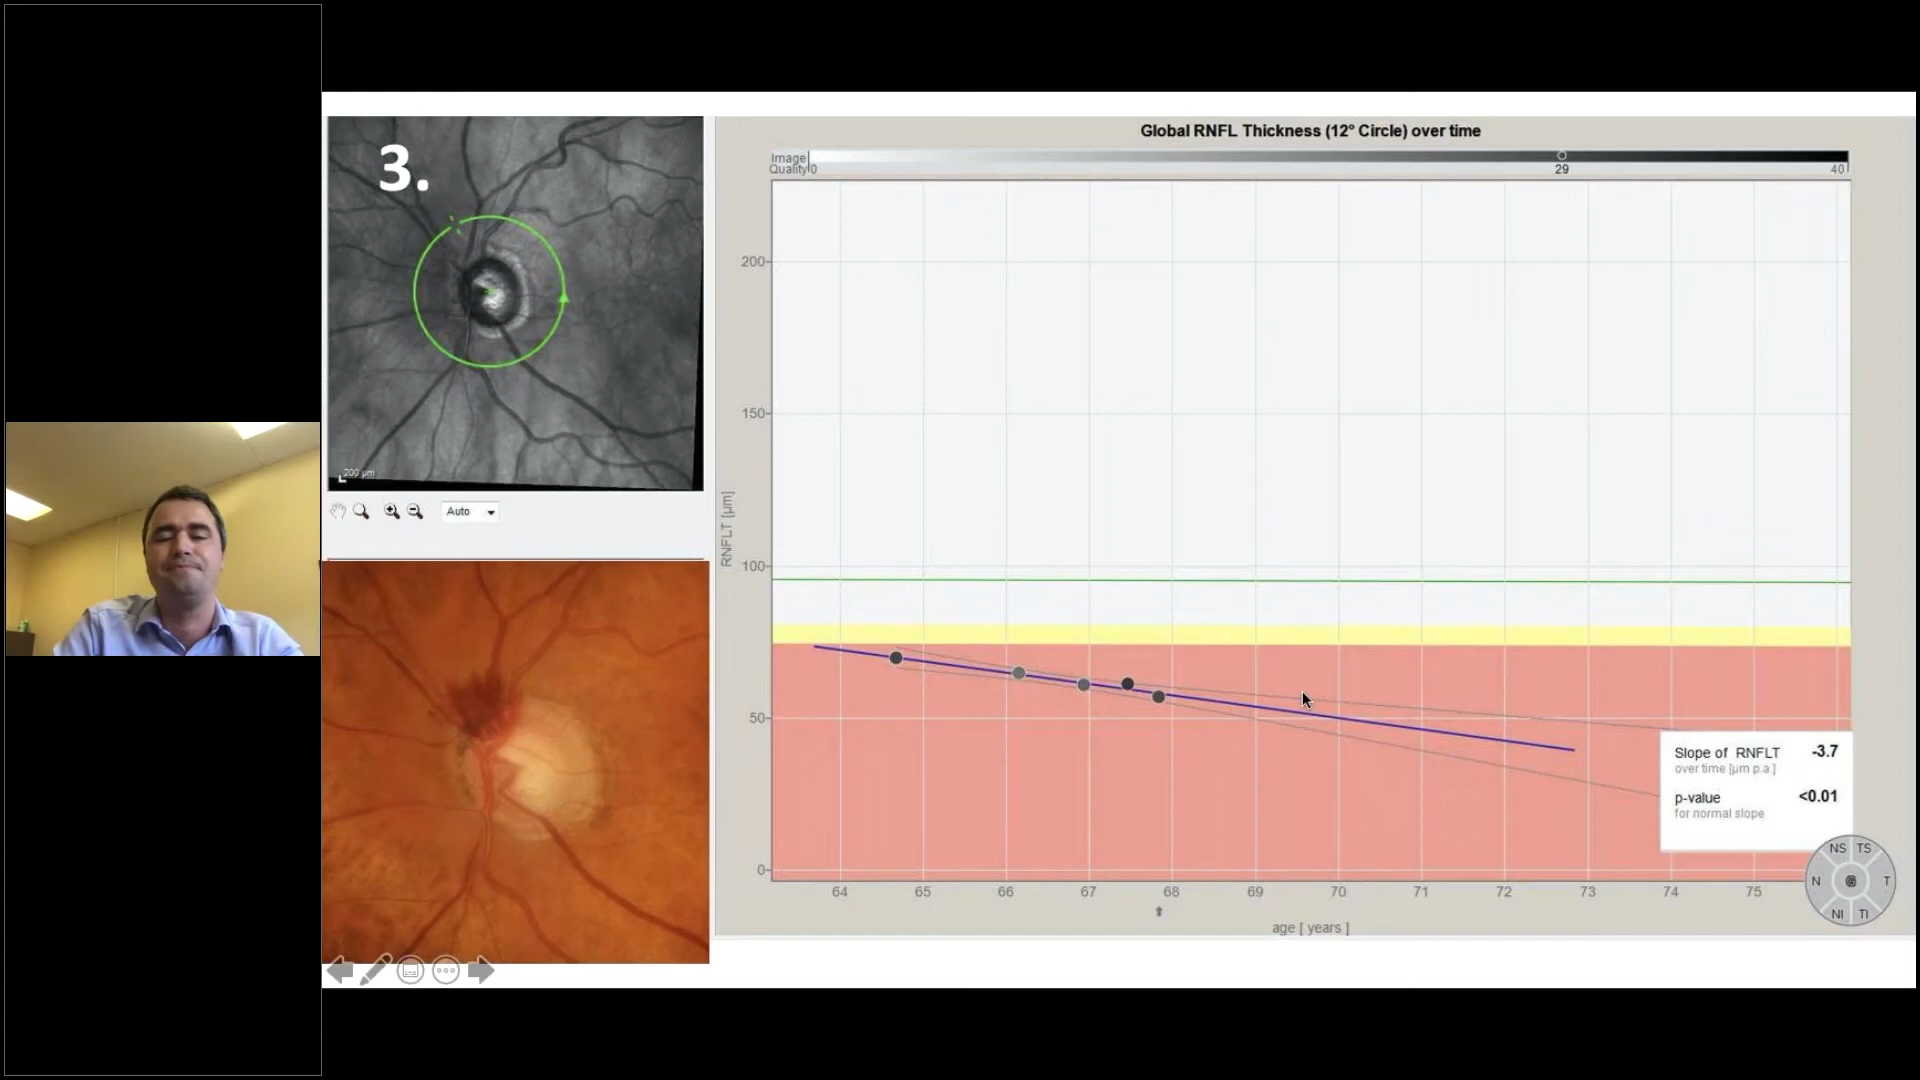 3.
200 µm
Auto
Global RNFL Thickness (12° Circle) over time
Image
Quality 0
29
40
RNFLT [µm]
200
150
100
50
0
64 65 66 67 68 69 70 71 72 73 74 75
age [ years ]
Slope of RNFLT -3.7
over time [µm p.a.]
p-value <0.01
for normal slope
NS TS
N G T
NI TI